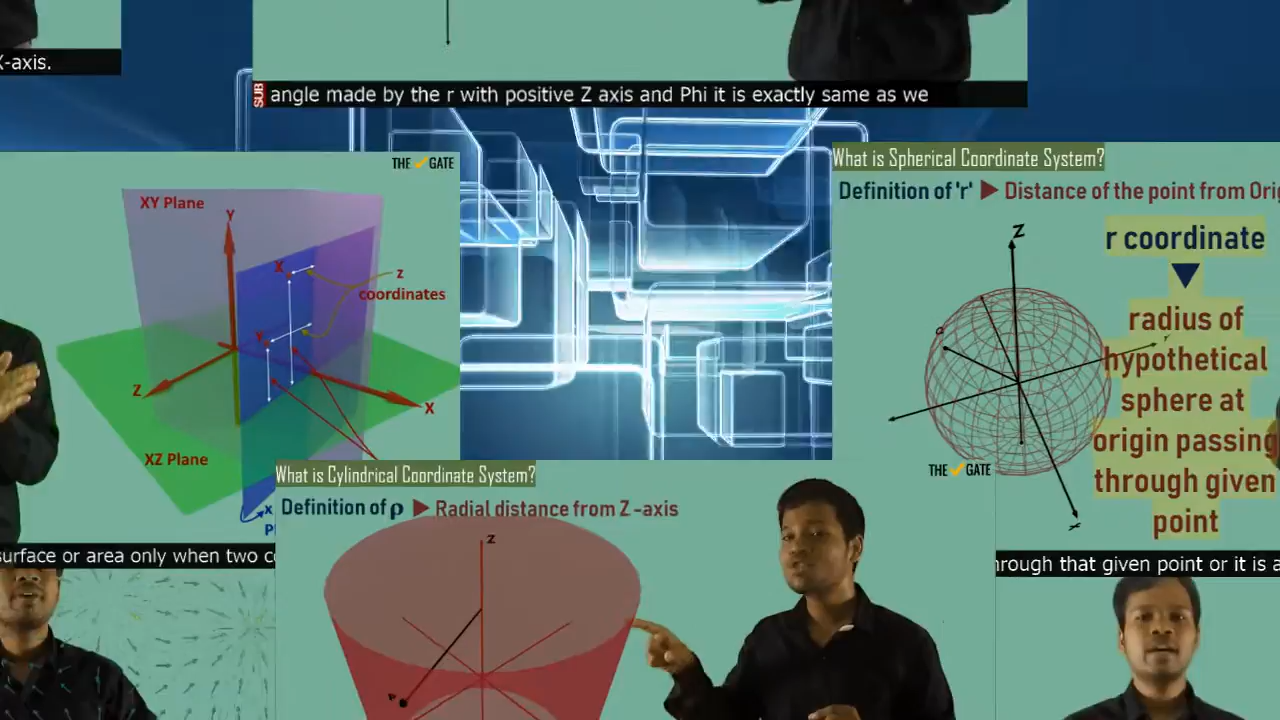 X-axis.
SUB angle made by the r with positive Z axis and Phi it is exactly same as we
THE GATE
XY Plane
Y
X
z
coordinates
Y
Z
X
XZ Plane
x
P
surface or area only when two c
What is Spherical Coordinate System?
Definition of 'r' ▶ Distance of the point from Ori
Z
r coordinate
radius of
hypothetical
sphere at
origin passing
through given
point
THE GATE
hrough that given point or it is a
What is Cylindrical Coordinate System?
Definition of ρ ▶ Radial distance from Z -axis
Z